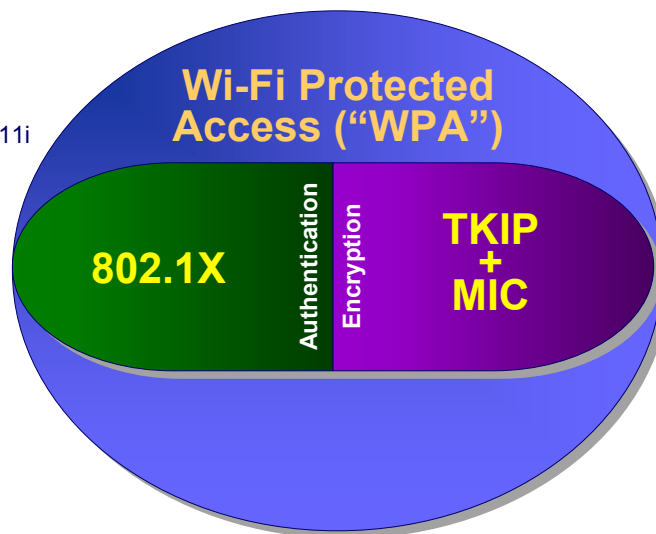 Wi-Fi Protected
Access (“WPA”)
11i
802.1X
Authentication
Encryption
TKIP
+
MIC